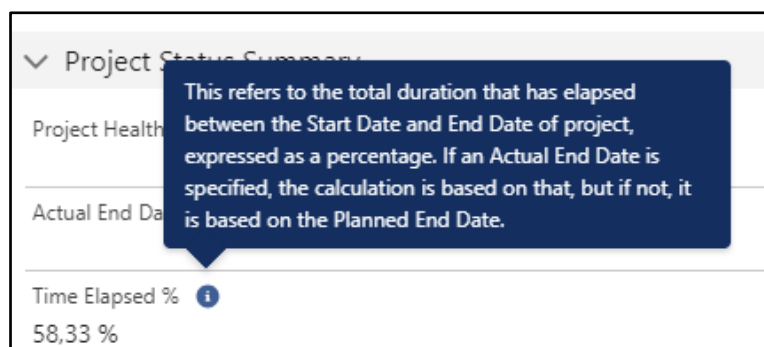 Project
This refers to the total duration that has elapsed
between the Start Date and End Date of project,
expressed as a percentage. If an Actual End Date is
specified, the calculation is based on that, but if not, it
is based on the Planned End Date.
Project Health
Actual End Da
Time Elapsed %
58,33 %